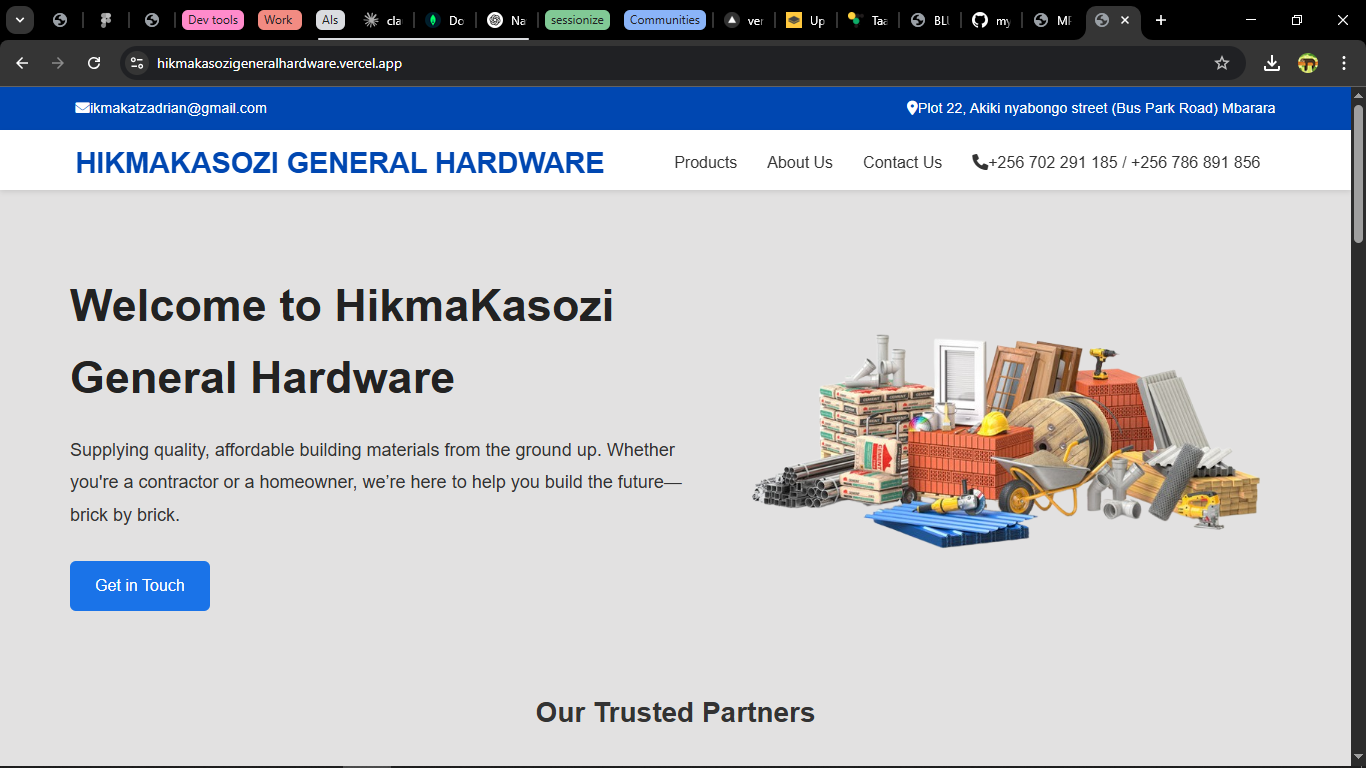 Dev tools
Work
AIs
cla
Do
Na
sessionize
Communities
ver
Up
Taa
my
hikmakasozigeneralhardware.vercel.app
ikmakatzadrian@gmail.com
Plot 22, Akiki nyabongo street (Bus Park Road) Mbarara
HIKMAKASOZI GENERAL HARDWARE
Products
About Us
Contact Us
+256 702 291 185 / +256 786 891 856
Welcome to HikmaKasozi
General Hardware
Supplying quality, affordable building materials from the ground up. Whether
you're a contractor or a homeowner, we’re here to help you build the future—
brick by brick.
Get in Touch
Our Trusted Partners